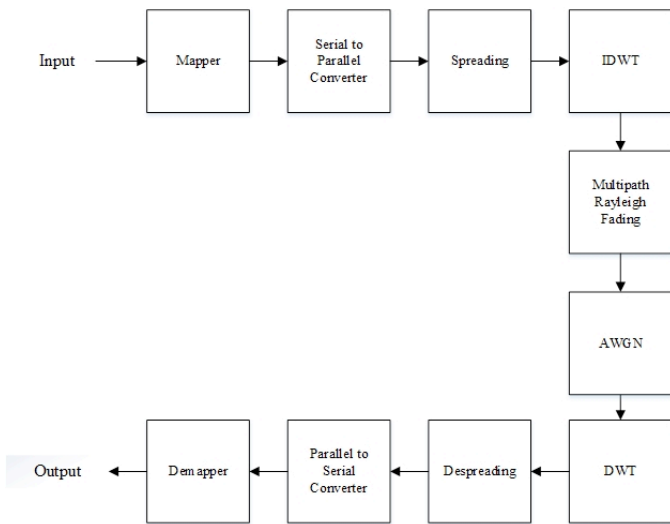 Input
Mapper
Serial to
Parallel
Converter
Spreading
IDWT
Multipath
Rayleigh
Fading
AWGN
Output
Demapper
Parallel to
Serial
Converter
Despreading
DWT